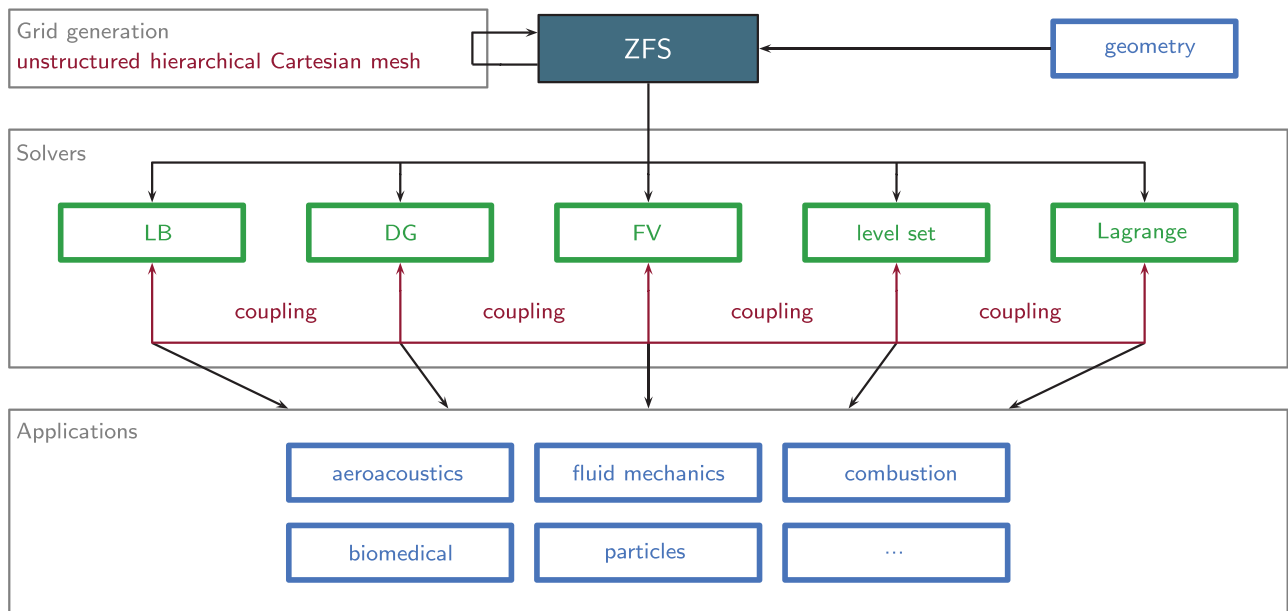 Grid generation
unstructured hierarchical Cartesian mesh
ZFS
geometry
Solvers
LB
DG
FV
level set
Lagrange
coupling
coupling
coupling
coupling
Applications
aeroacoustics
fluid mechanics
combustion
biomedical
particles
...